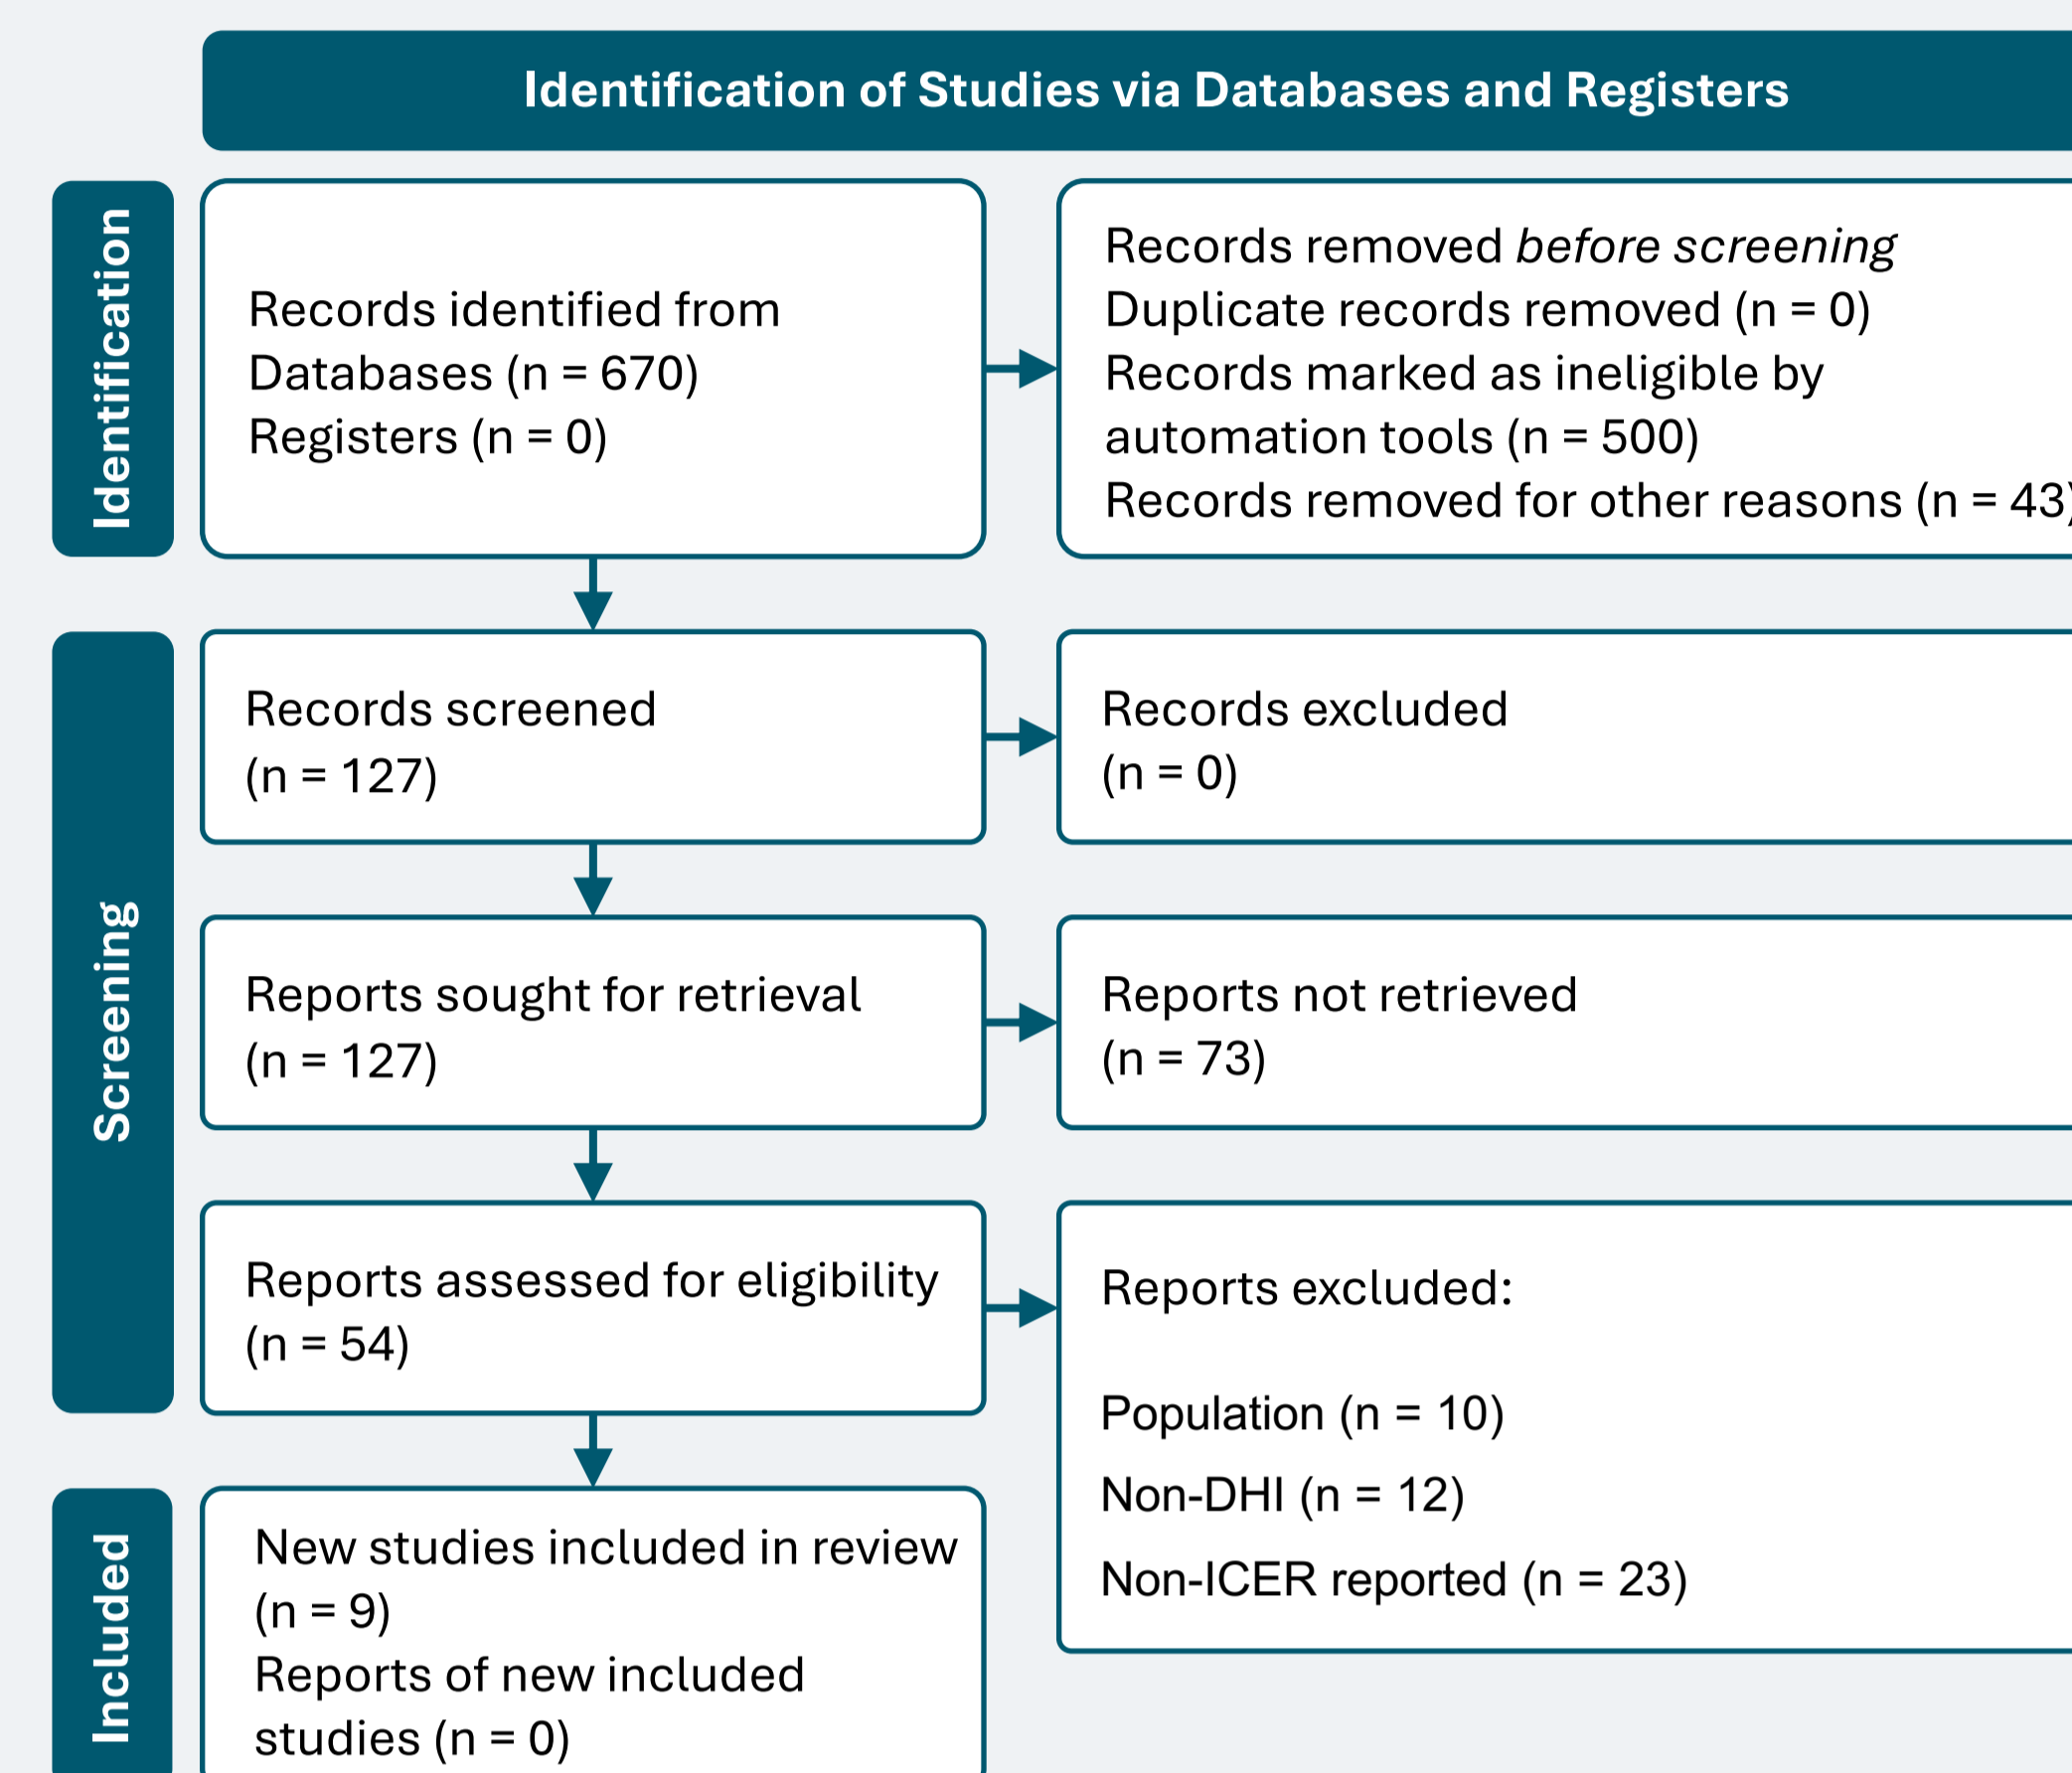 Identification of Studies via Databases and Registers
Identification
Records identified from
Databases (n = 670)
Registers (n = 0)
Records removed before screening
Duplicate records removed (n = 0)
Records marked as ineligible by
automation tools (n = 500)
Records removed for other reasons (n = 43)
Screening
Records screened
(n = 127)
Records excluded
(n = 0)
Reports sought for retrieval
(n = 127)
Reports not retrieved
(n = 73)
Reports assessed for eligibility
(n = 54)
Reports excluded:
Population (n = 10)
Non-DHI (n = 12)
Non-ICER reported (n = 23)
Included
New studies included in review
(n = 9)
Reports of new included
studies (n = 0)